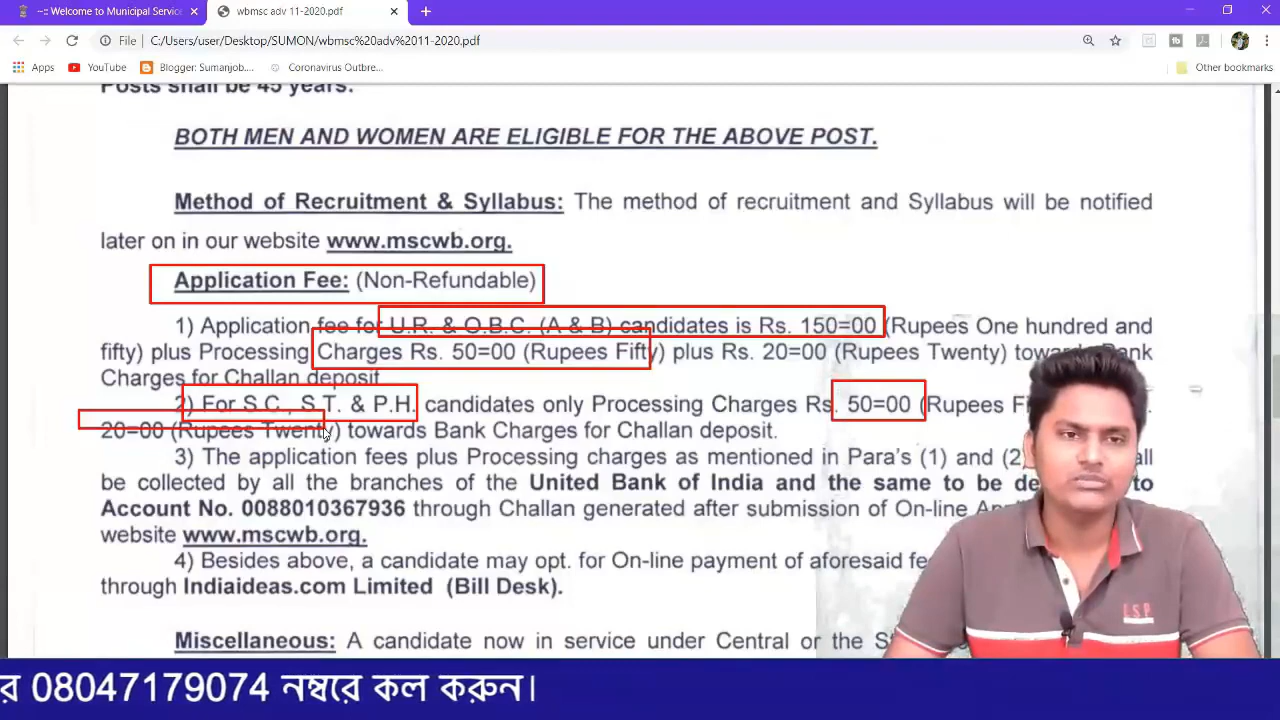 -:: Welcome to Municipal Service
wbmsc adv 11-2020.pdf
File C:/Users/user/Desktop/SUMON/wbmsc%20adv%2011-2020.pdf
Apps YouTube Blogger: Sumanjob.... Coronavirus Outbre... Other bookmarks
Posts shall be 45 years.
BOTH MEN AND WOMEN ARE ELIGIBLE FOR THE ABOVE POST.
Method of Recruitment & Syllabus: The method of recruitment and Syllabus will be notified
later on in our website www.mscwb.org.
Application Fee: (Non-Refundable)
1) Application fee for U.R. & O.B.C. (A & B) candidates is Rs. 150=00 (Rupees One hundred and
fifty) plus Processing Charges Rs. 50=00 (Rupees Fifty) plus Rs. 20=00 (Rupees Twenty) towards Bank
Charges for Challan deposit
2) For S.C., S.T. & P.H. candidates only Processing Charges Rs. 50=00 (Rupees
20=00 (Rupees Twenty) towards Bank Charges for Challan deposit.
3) The application fees plus Processing charges as mentioned in Para's (1) and (2)
be collected by all the branches of the United Bank of India and the same to be to
Account No. 0088010367936 through Challan generated after submission of On-line
website www.mscwb.org.
4) Besides above, a candidate may opt. for On-line payment of aforesaid
through Indiaideas.com Limited (Bill Desk).
Miscellaneous: A candidate now in service under Central or the
র 08047179074 নম্বরে কল করুন।